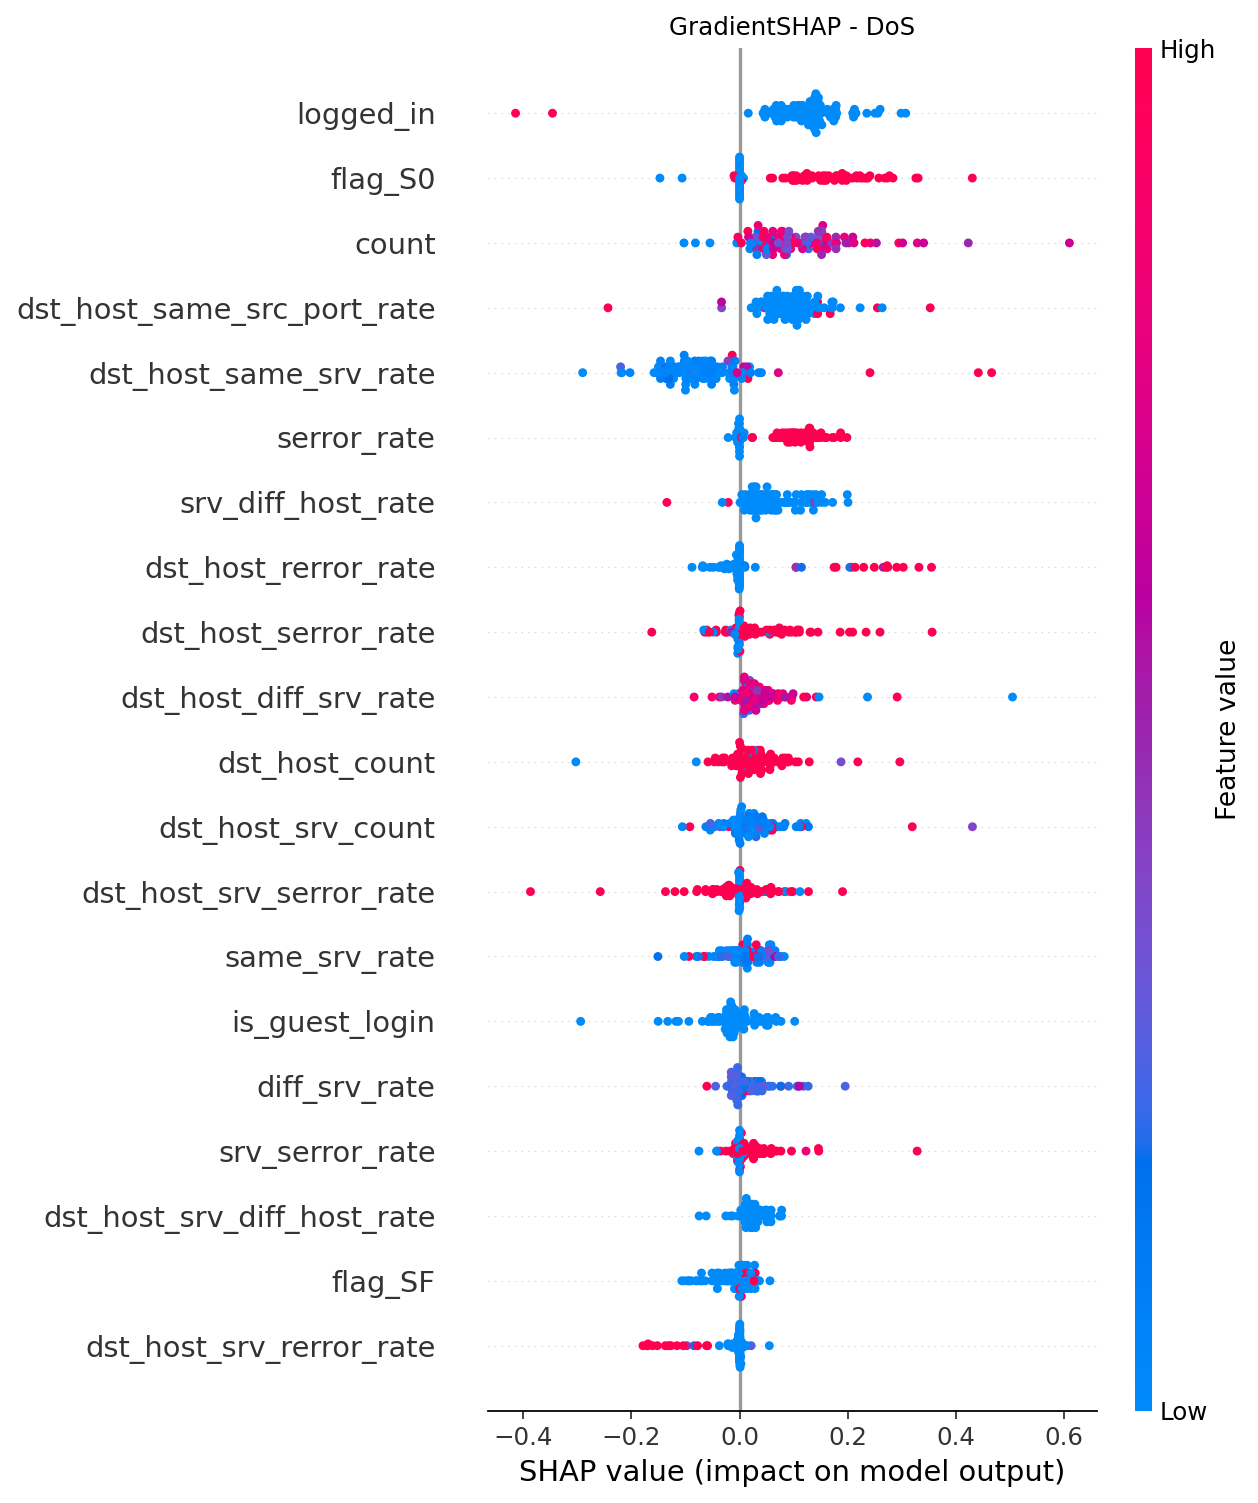 GradientSHAP - DoS
High
logged_in
flag_S0
count
dst_host_same_src_port_rate
dst_host_same_srv_rate
serror_rate
srv_diff_host_rate
dst_host_rerror_rate
dst_host_serror_rate
dst_host_diff_srv_rate
dst_host_count
dst_host_srv_count
dst_host_srv_serror_rate
same_srv_rate
is_guest_login
diff_srv_rate
srv_serror_rate
dst_host_srv_diff_host_rate
flag_SF
dst_host_srv_rerror_rate
Feature value
Low
−0.4 −0.2 0.0 0.2 0.4 0.6
SHAP value (impact on model output)